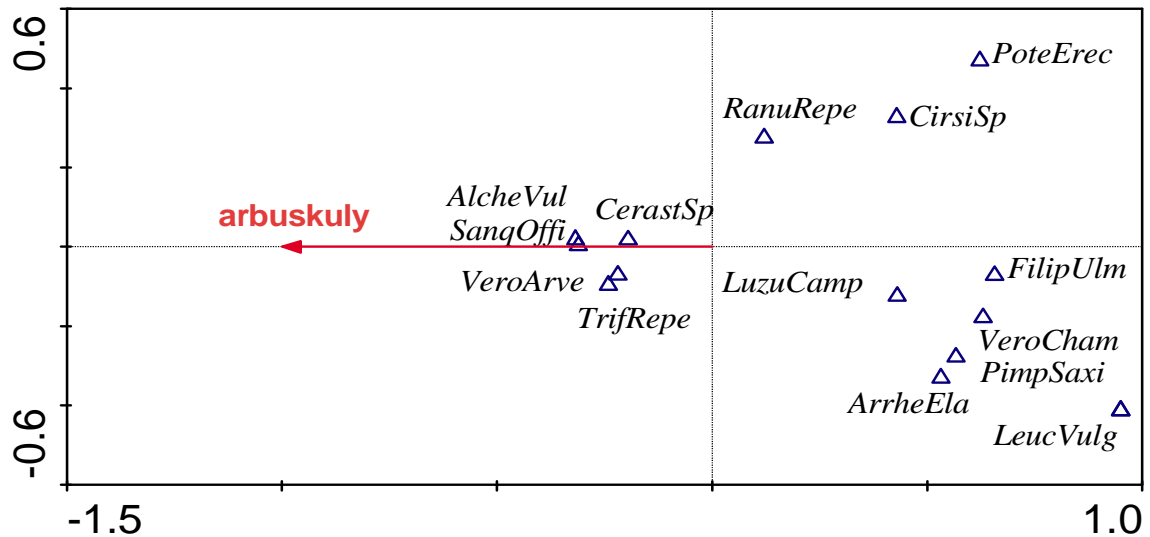 0.6
PoteErec
RanuRepe
CirsiSp
AlcheVul
CerastSp
arbuskuly
SanqOffi
VeroArve
LuzuCamp
FilipUlm
TrifRepe
VeroCham
PimpSaxi
ArrheEla
LeucVulg
-0.6
-1.5
1.0